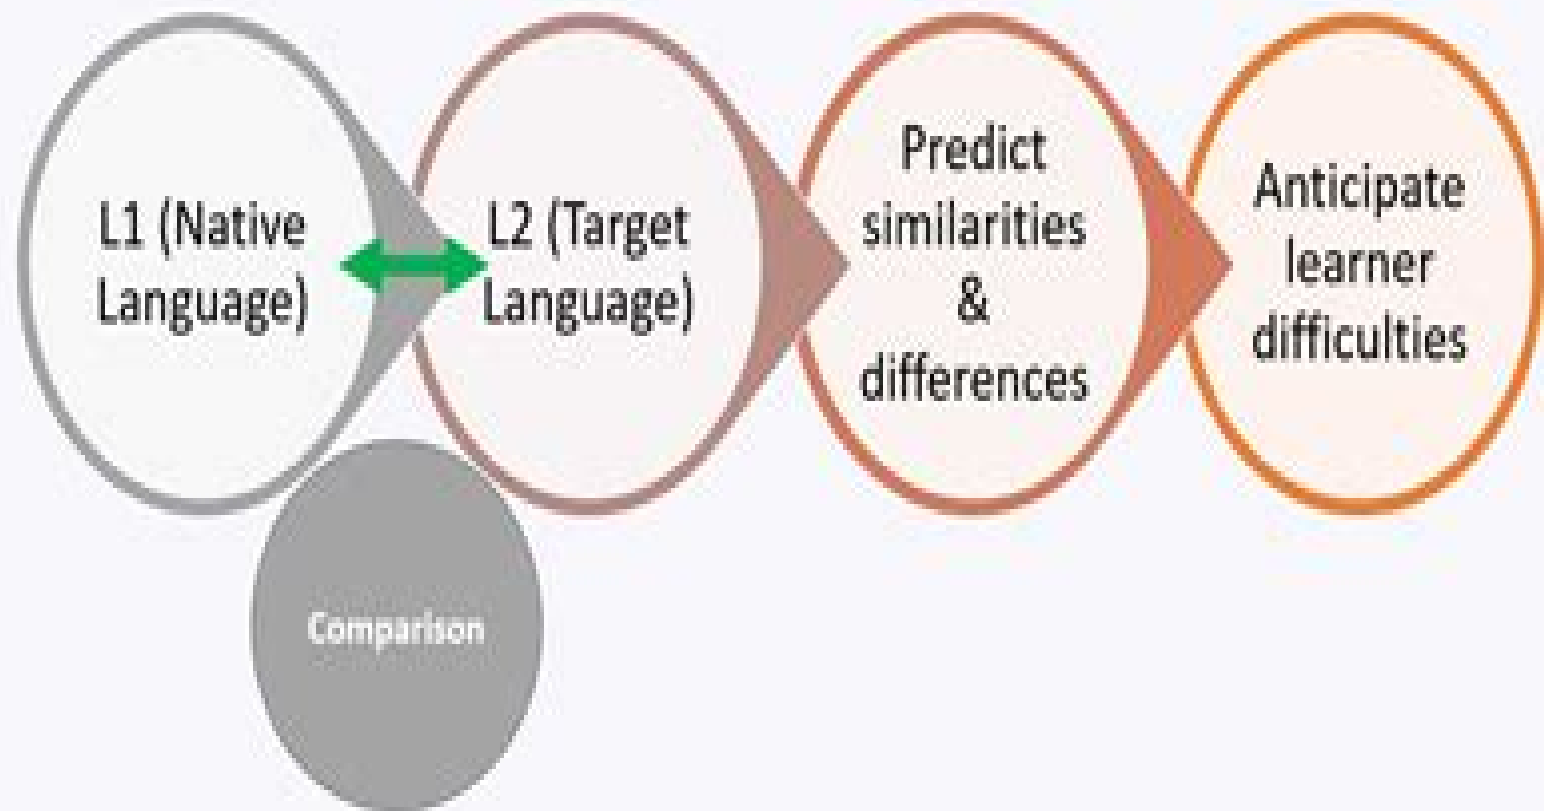 L1 (Native
Language)
L2 (Target
Language)
Predict
similarities
&
differences
Anticipate
learner
difficulties
Comparison